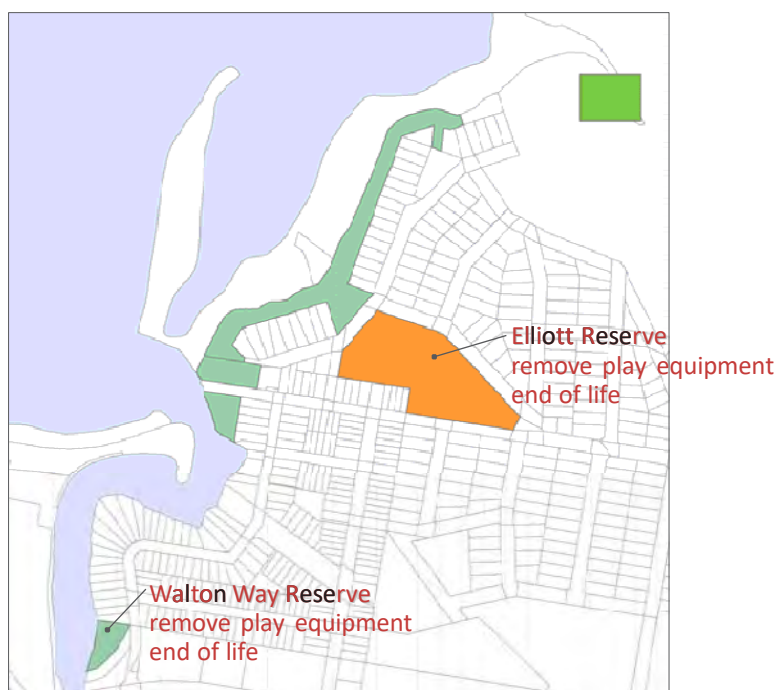 Elliott Reserve
remove play equipment
end of life
Walton Way Reserve
remove play equipment
end of life